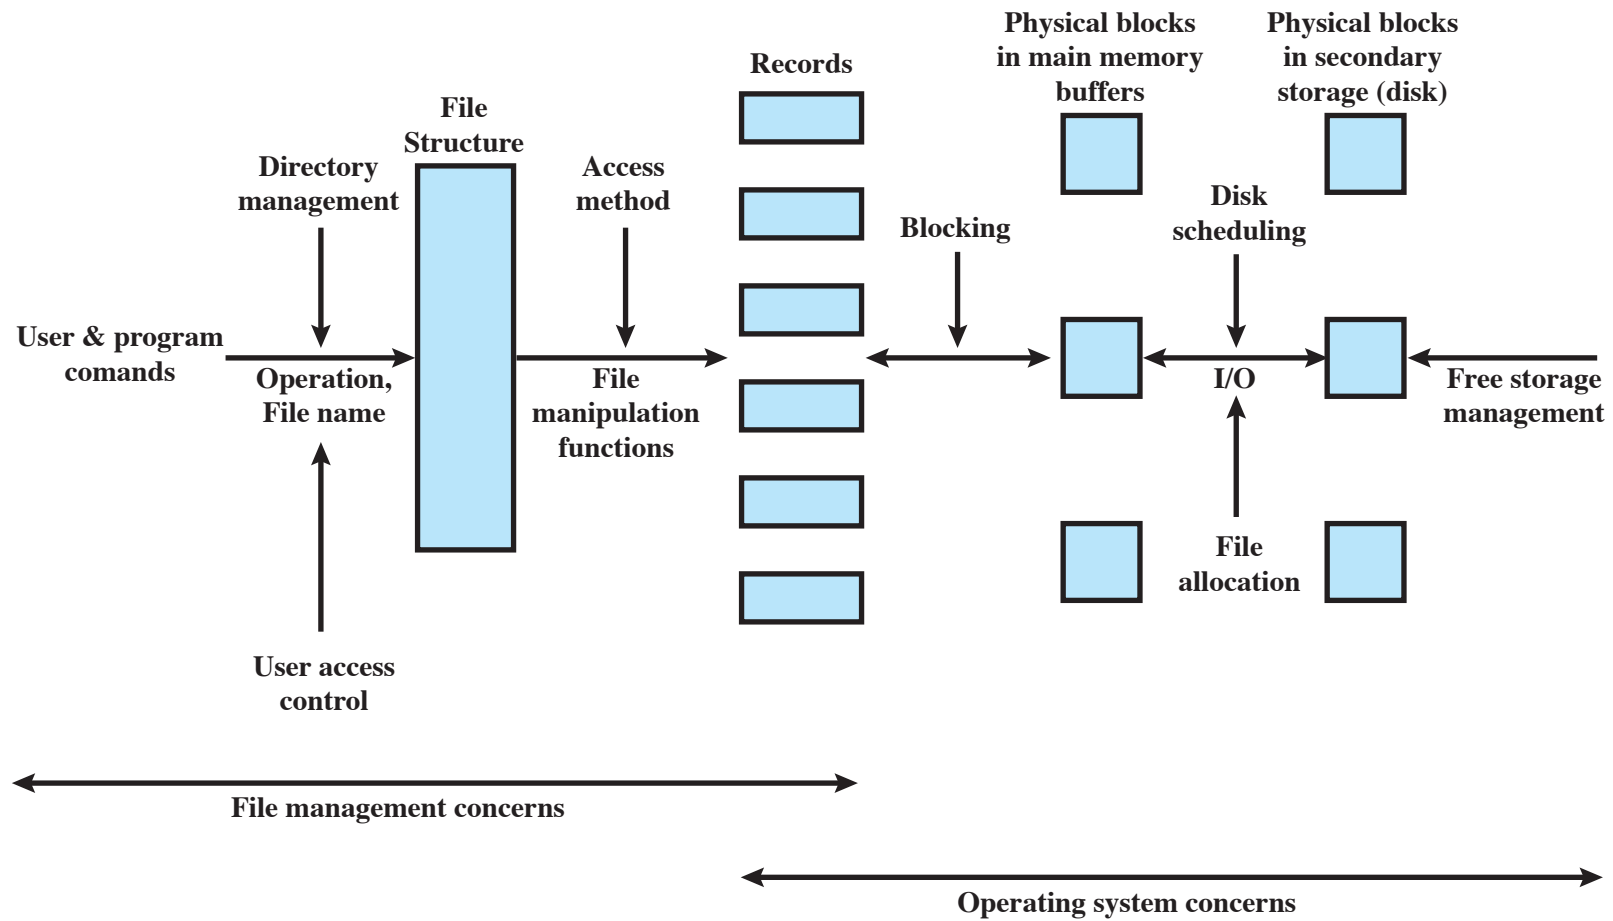 Physical blocks
in main memory
buffers
Physical blocks
in secondary
storage (disk)
Records
File
Structure
Directory
management
Access
method
Disk
scheduling
Blocking
User & program
comands
Operation,
File name
File
manipulation
functions
I/O
Free storage
management
File
allocation
User access
control
File management concerns
Operating system concerns